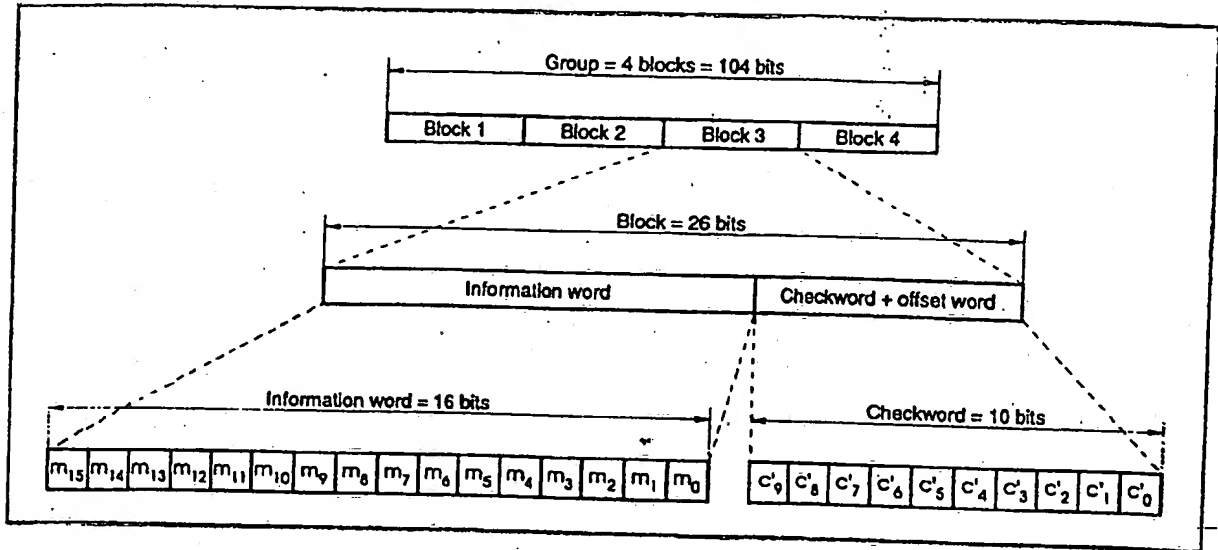 Group = 4 blocks = 104 bits
Block 1 Block 2 Block 3 Block 4
Block = 26 bits
Information word Checkword + offset word
Information word = 16 bits Checkword = 10 bits
m₁₅ m₁₄ m₁₃ m₁₂ m₁₁ m₁₀ m₉ m₈ m₇ m₆ m₅ m₄ m₃ m₂ m₁ m₀ c'₉ c'₈ c'₇ c'₆ c'₅ c'₄ c'₃ c'₂ c'₁ c'₀